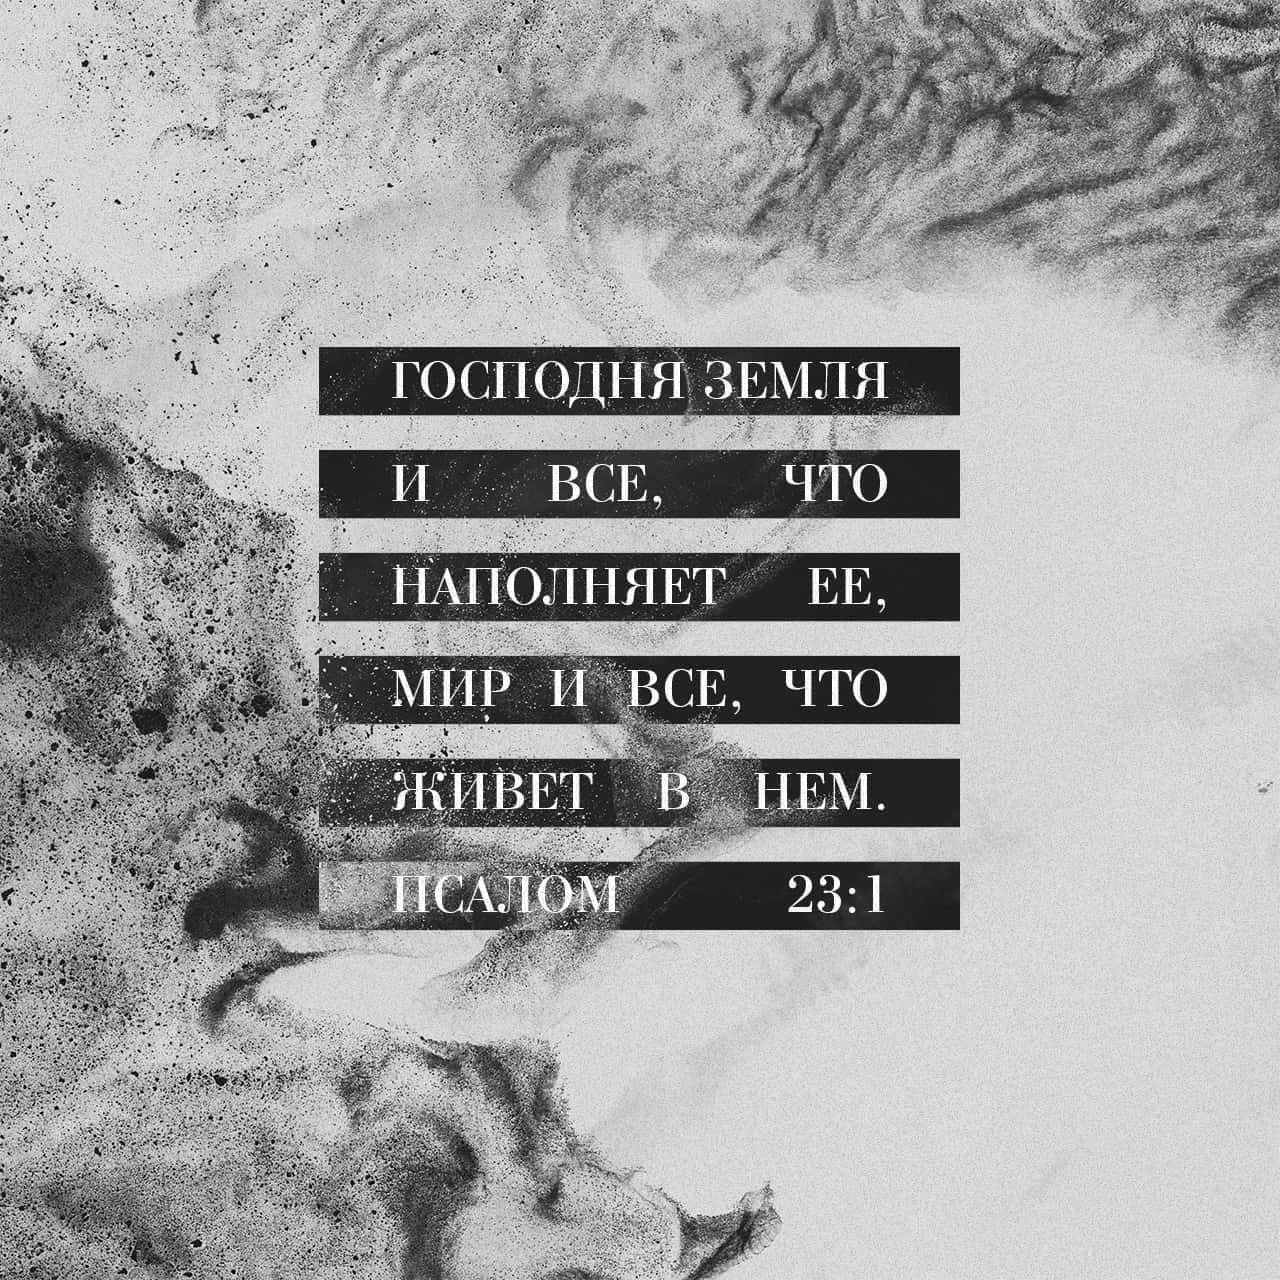 ГОСПОДНЯ ЗЕМЛЯ
И ВСЕ, ЧТО
НАПОЛНЯЕТ ЕЕ,
МИР И ВСЕ, ЧТО
ЖИВЕТ В НЕМ.
ПСАЛОМ 23:1